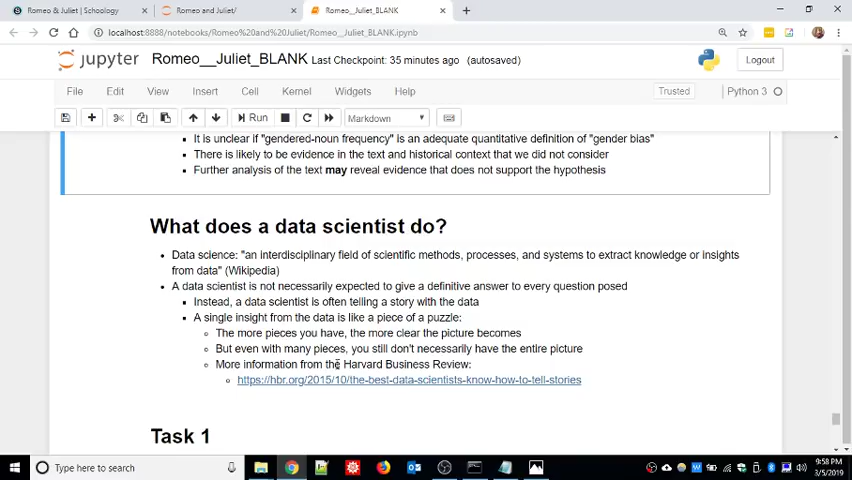 Romeo & Juliet | Schoology
Romeo and Juliet/
Romeo__Juliet_BLANK
localhost:8888/notebooks/Romeo%20and%20Juliet/Romeo__Juliet_BLANK.ipynb
jupyter Romeo__Juliet_BLANK Last Checkpoint: 35 minutes ago (autosaved)
Logout
File Edit View Insert Cell Kernel Widgets Help
Trusted
Python 3
Run
Markdown
It is unclear if "gendered-noun frequency" is an adequate quantitative definition of "gender bias"
There is likely to be evidence in the text and historical context that we did not consider
Further analysis of the text may reveal evidence that does not support the hypothesis
What does a data scientist do?
Data science: "an interdisciplinary field of scientific methods, processes, and systems to extract knowledge or insights
from data" (Wikipedia)
A data scientist is not necessarily expected to give a definitive answer to every question posed
Instead, a data scientist is often telling a story with the data
A single insight from the data is like a piece of a puzzle:
The more pieces you have, the more clear the picture becomes
But even with many pieces, you still don't necessarily have the entire picture
More information from the Harvard Business Review:
https://hbr.org/2015/10/the-best-data-scientists-know-how-to-tell-stories
Task 1
Type here to search
9:58 PM
3/5/2019